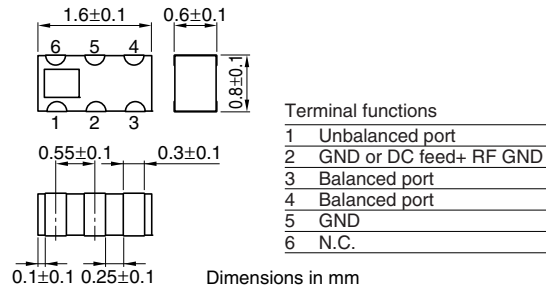 1.6±0.1
0.6±0.1
6 5 4
0.8±0.1
1 2 3
0.55±0.1
0.3±0.1
0.1±0.1
0.25±0.1
Dimensions in mm
Terminal functions
1 Unbalanced port
2 GND or DC feed+ RF GND
3 Balanced port
4 Balanced port
5 GND
6 N.C.